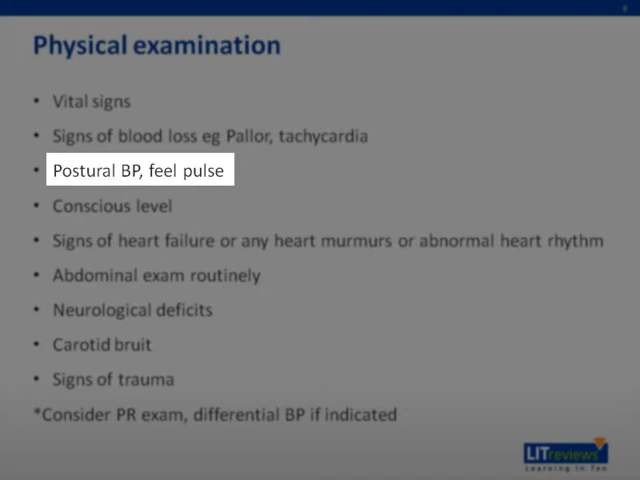 8
Physical examination
• Vital signs
• Signs of blood loss eg Pallor, tachycardia
• Postural BP, feel pulse
• Conscious level
• Signs of heart failure or any heart murmurs or abnormal heart rhythm
• Abdominal exam routinely
• Neurological deficits
• Carotid bruit
• Signs of trauma
*Consider PR exam, differential BP if indicated
LITreviews
Learning in Ten